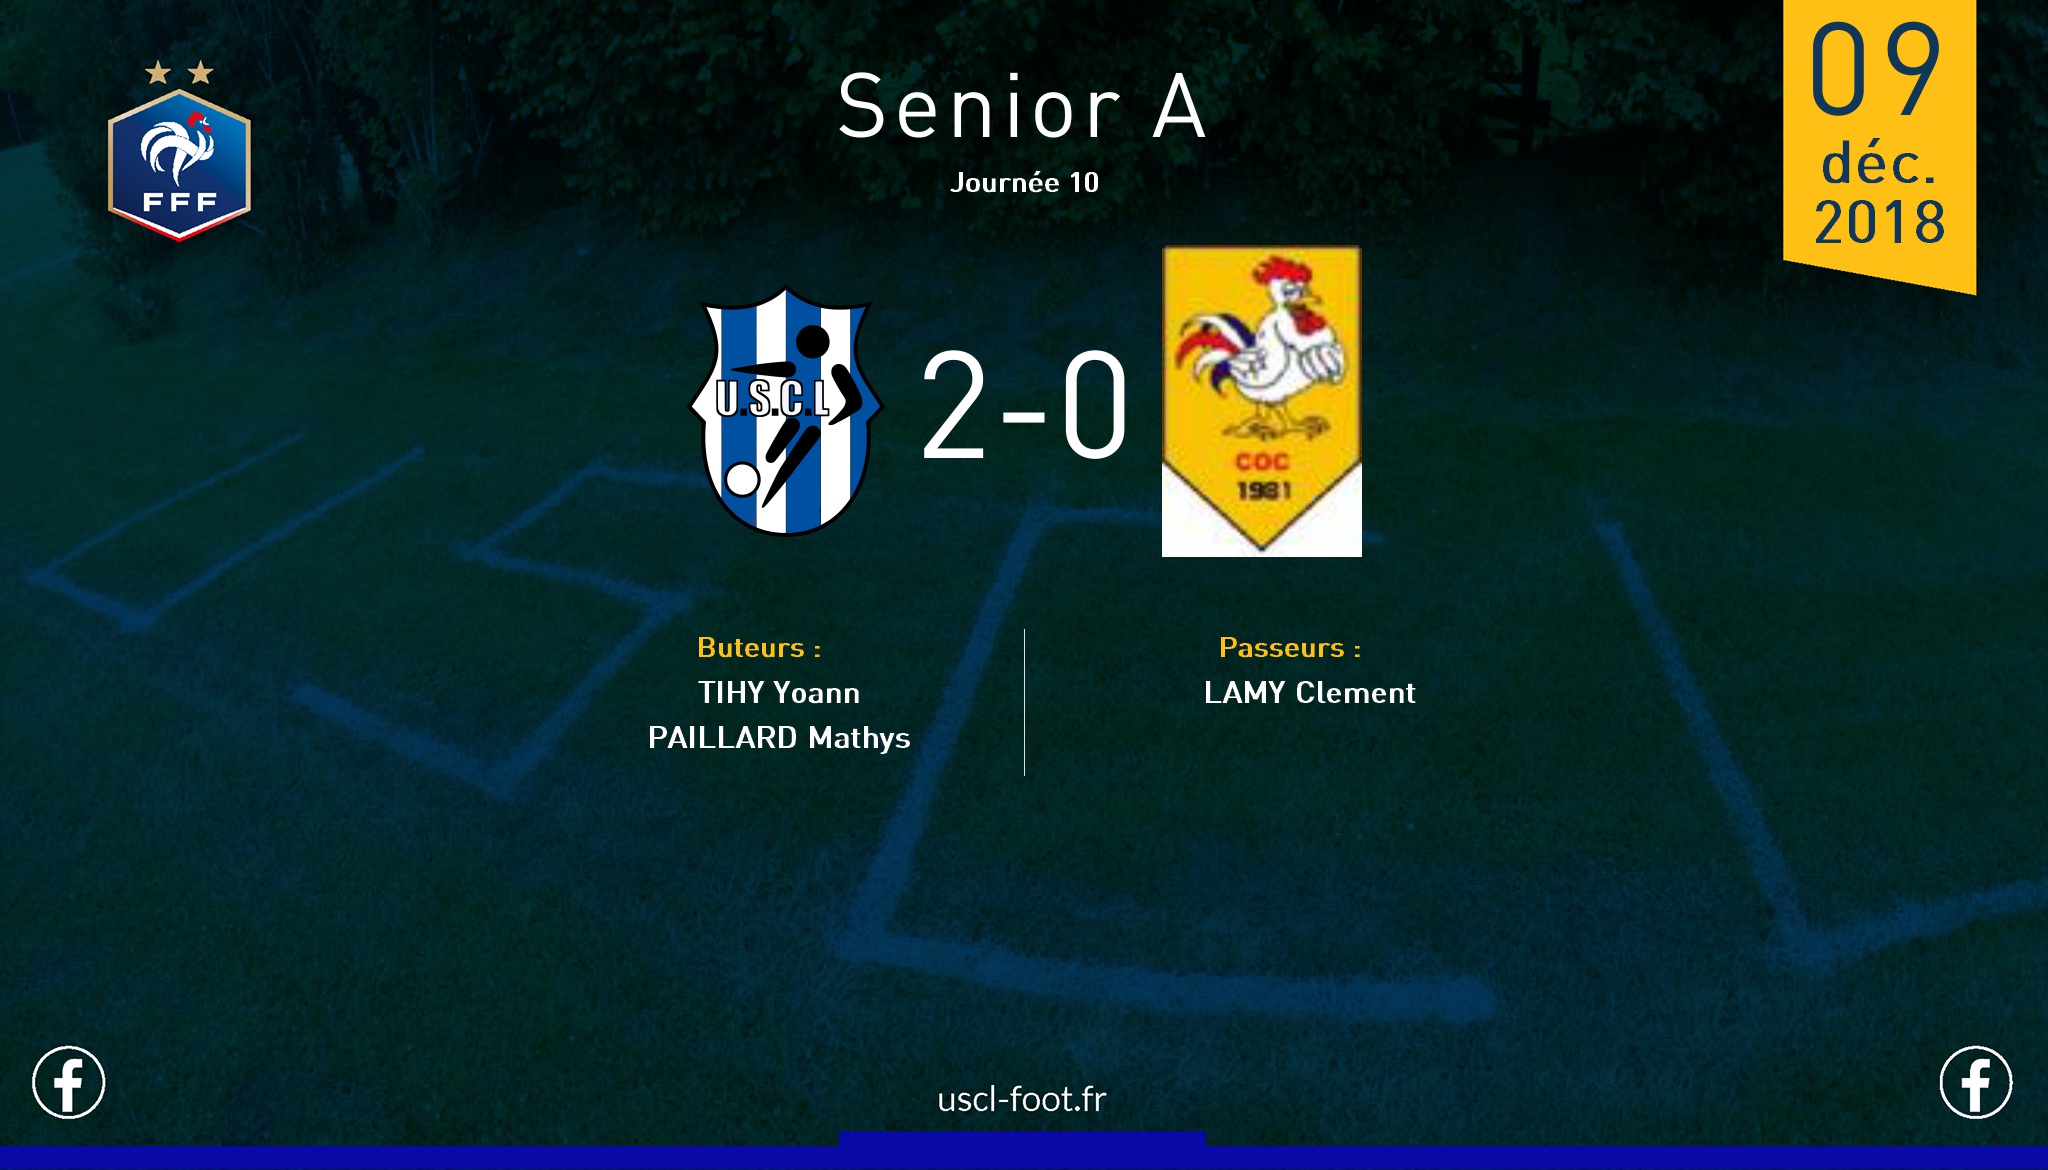 Senior A
Journée 10
09
déc.
2018
FFF
U.S.C.L
2-0
COC
1981
Buteurs :
TIHY Yoann
PAILLARD Mathys
Passeurs :
LAMY Clement
uscl-foot.fr